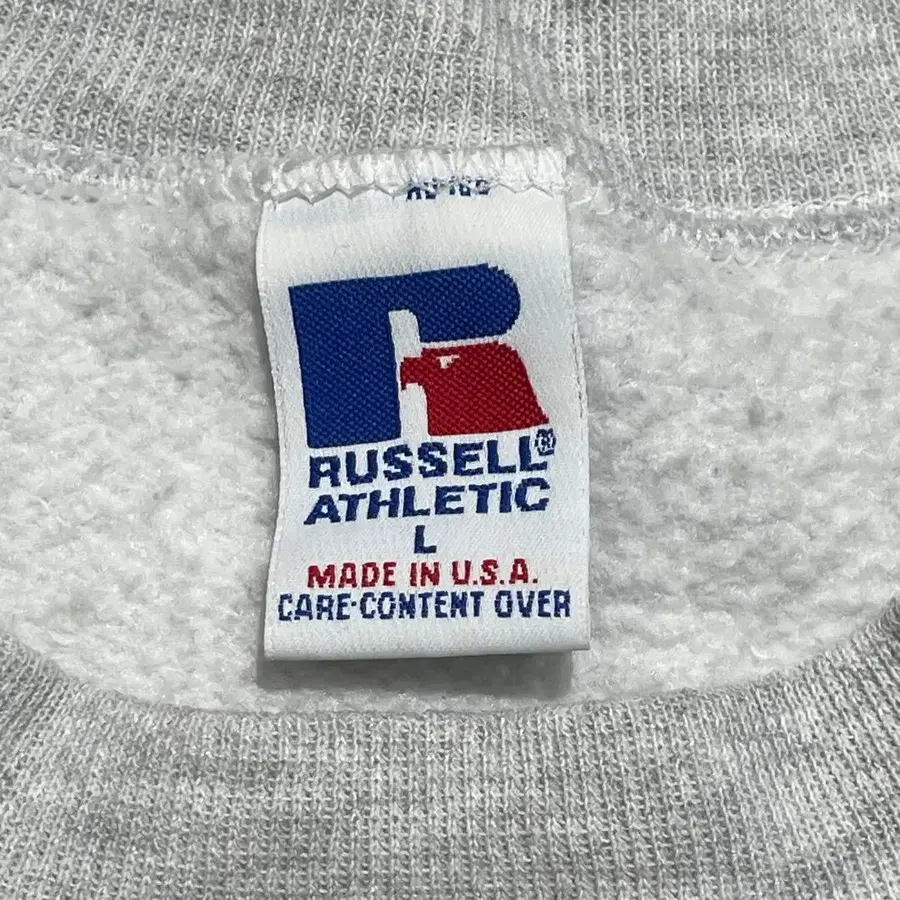 RUSSELL®
ATHLETIC
L
MADE IN U.S.A.
CARE-CONTENT OVER